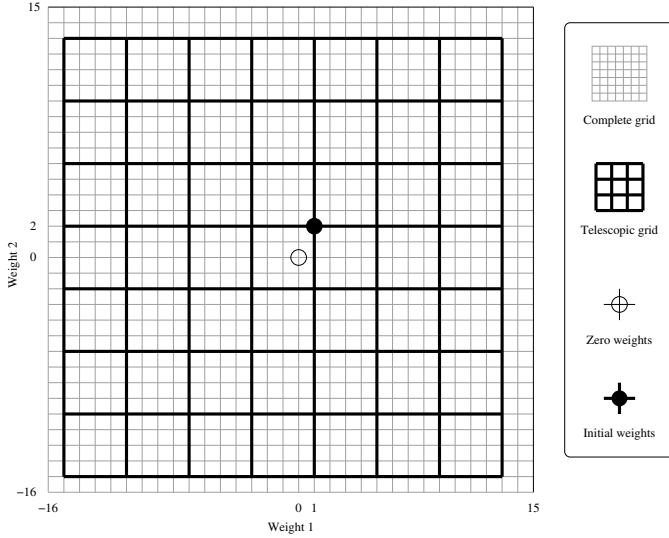 15
2
0
Weight 2
−16
−16
0 1
15
Weight 1
Complete grid
Telescopic grid
Zero weights
Initial weights